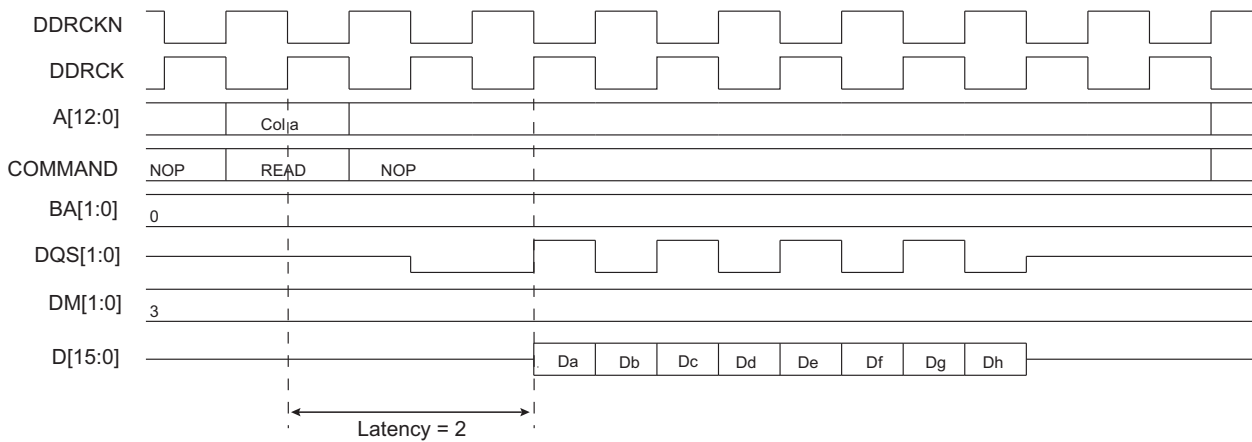 DDRCKN
DDRCK
A[12:0]
Col a
COMMAND
NOP READ NOP
BA[1:0]
0
DQS[1:0]
DM[1:0]
3
D[15:0]
Da Db Dc Dd De Df Dg Dh
Latency = 2